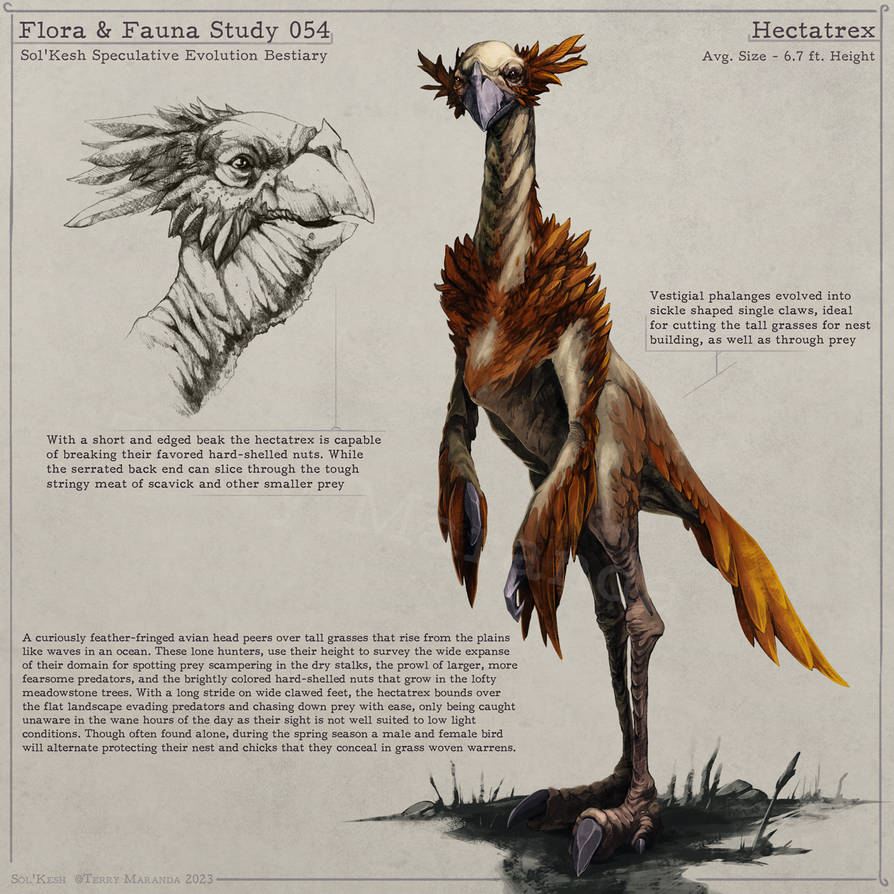 Flora & Fauna Study 054
Sol'Kesh Speculative Evolution Bestiary
Hectatrex
Avg. Size - 6.7 ft. Height
Vestigial phalanges evolved into
sickle shaped single claws, ideal
for cutting the tall grasses for nest
building, as well as through prey
With a short and edged beak the hectatrex is capable
of breaking their favored hard-shelled nuts. While
the serrated back end can slice through the tough
stringy meat of scavick and other smaller prey
A curiously feather-fringed avian head peers over tall grasses that rise from the plains
like waves in an ocean. These lone hunters, use their height to survey the wide expanse
of their domain for spotting prey scampering in the dry stalks, the prowl of larger, more
fearsome predators, and the brightly colored hard-shelled nuts that grow in the lofty
meadowstone trees. With a long stride on wide clawed feet, the hectatrex bounds over
the flat landscape evading predators and chasing down prey with ease, only being caught
unaware in the wane hours of the day as their sight is not well suited to low light
conditions. Though often found alone, during the spring season a male and female bird
will alternate protecting their nest and chicks that they conceal in grass woven warrens.
Sol'Kesh ©Terry Maranda 2023